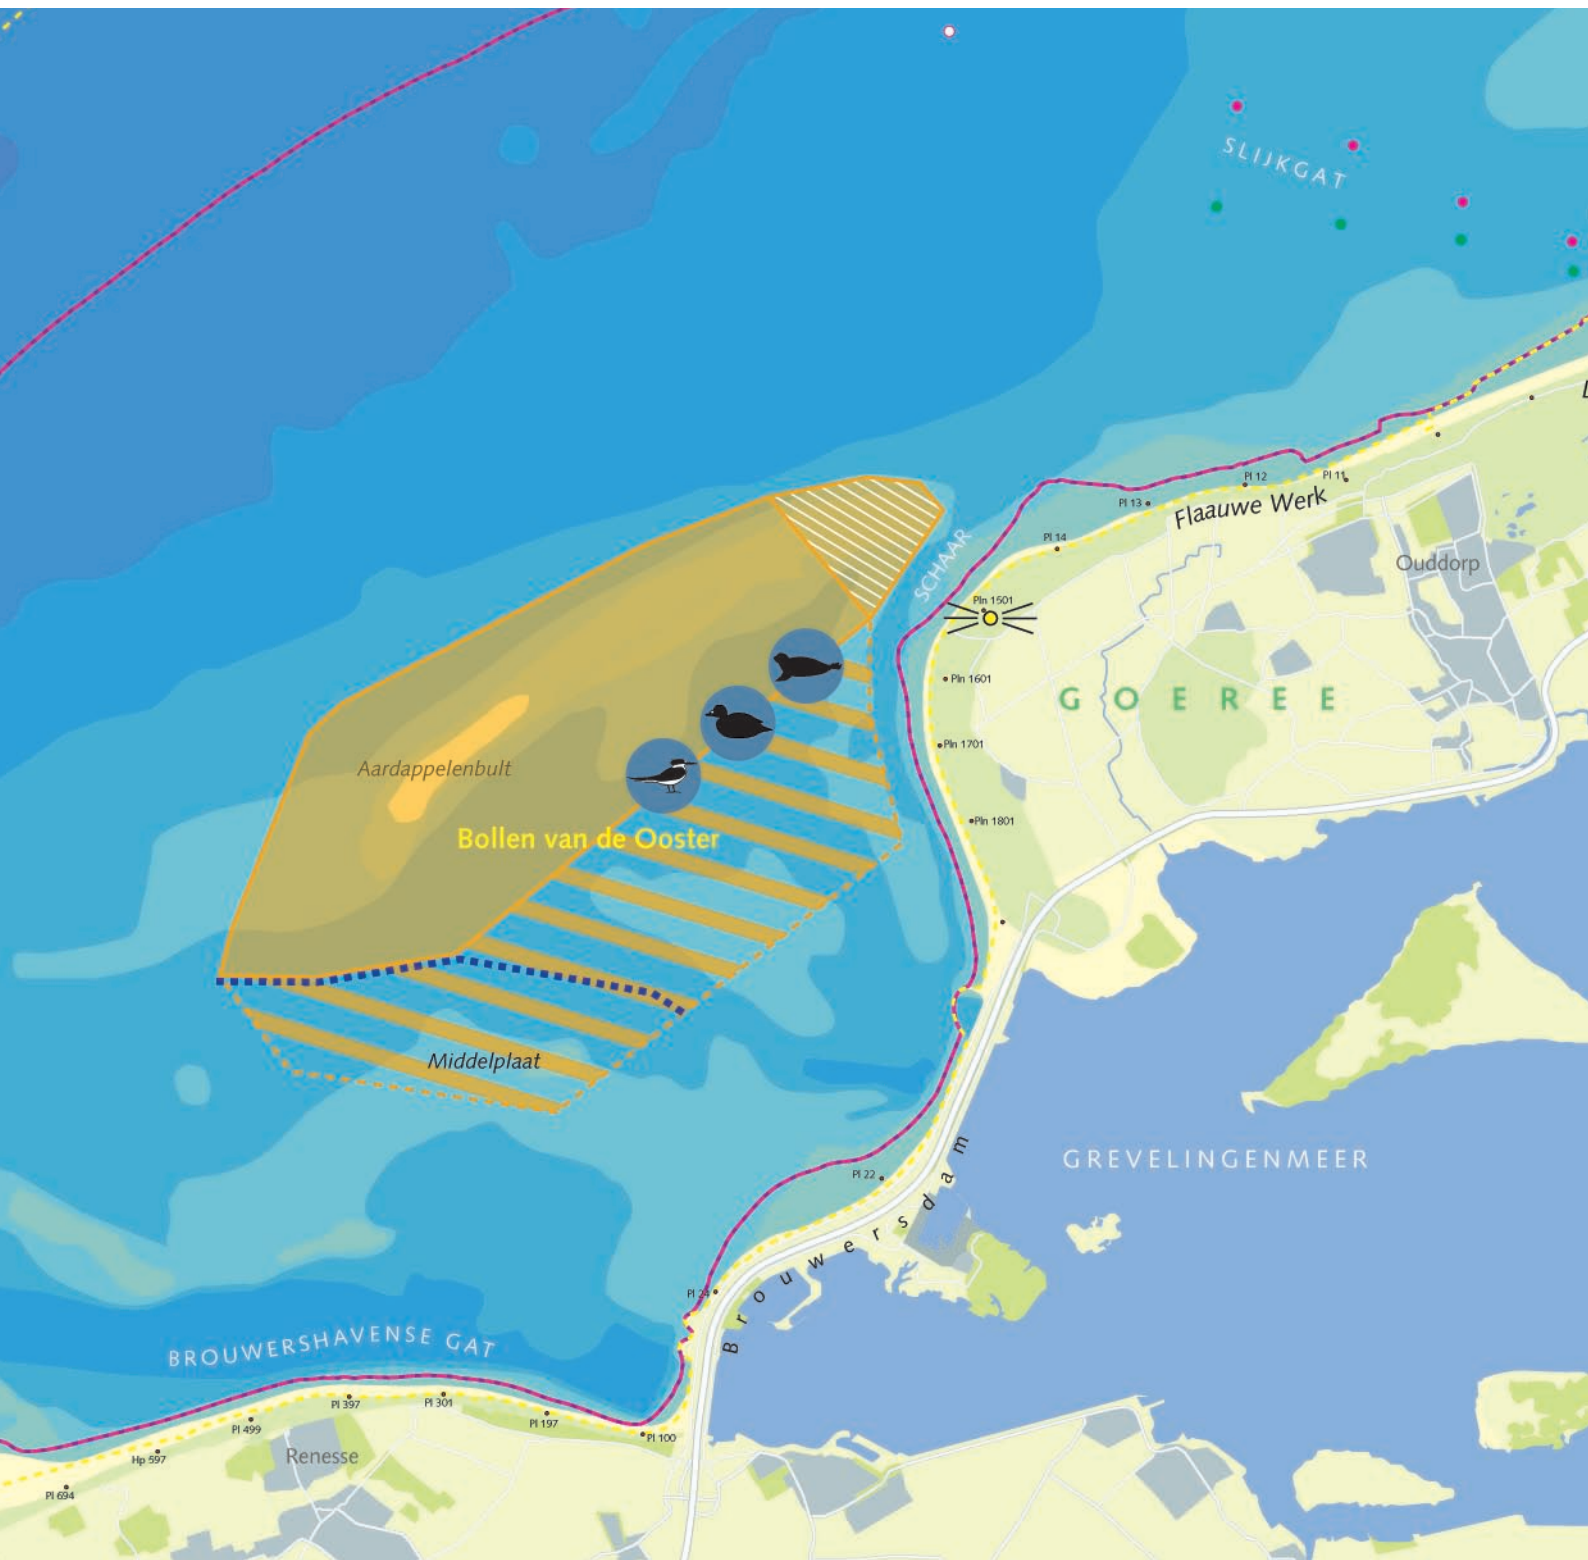 SLIJKGAT
Pl 12
Pl 11
Pl 13
Flaauwe Werk
Pl 14
SCHAAR
Ouddorp
Pln 1501
Pln 1601
GOEREE
Pln 1701
Aardappelenbult
Pln 1801
Bollen van de Ooster
Middelplaat
GREVELINGENMEER
Pl 22
Brouwersdam
Pl 24
BROUWERSHAVENSE GAT
Pl 397
Pl 301
Pl 197
Pl 499
Pl 100
Renesse
Hp 597
Pl 694